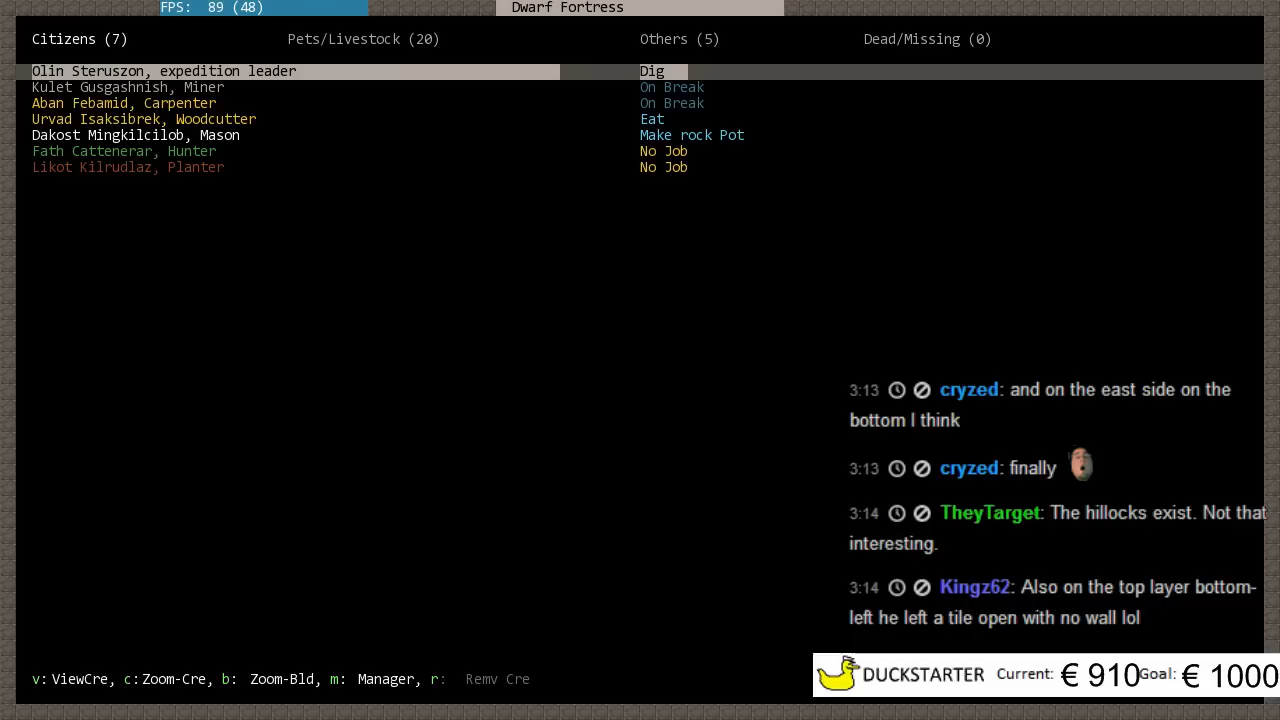 FPS: 89 (48) Dwarf Fortress
Citizens (7) Pets/Livestock (20) Others (5) Dead/Missing (0)
Olin Steruszon, expedition leader Dig
Kulet Gusgashnish, Miner On Break
Aban Febamid, Carpenter On Break
Urvad Isaksibrek, Woodcutter Eat
Dakost Mingkilcilob, Mason Make rock Pot
Fath Cattenerar, Hunter No Job
Likot Kilrudlaz, Planter No Job
3:13 cryzed: and on the east side on the
bottom I think
3:13 cryzed: finally
3:14 TheyTarget: The hillocks exist. Not that
interesting.
3:14 Kingz62: Also on the top layer bottom-
left he left a tile open with no wall lol
v: ViewCre, c: Zoom-Cre, b: Zoom-Bld, m: Manager, r: Remv Cre
DUCKSTARTER Current: € 910 Goal: € 1000